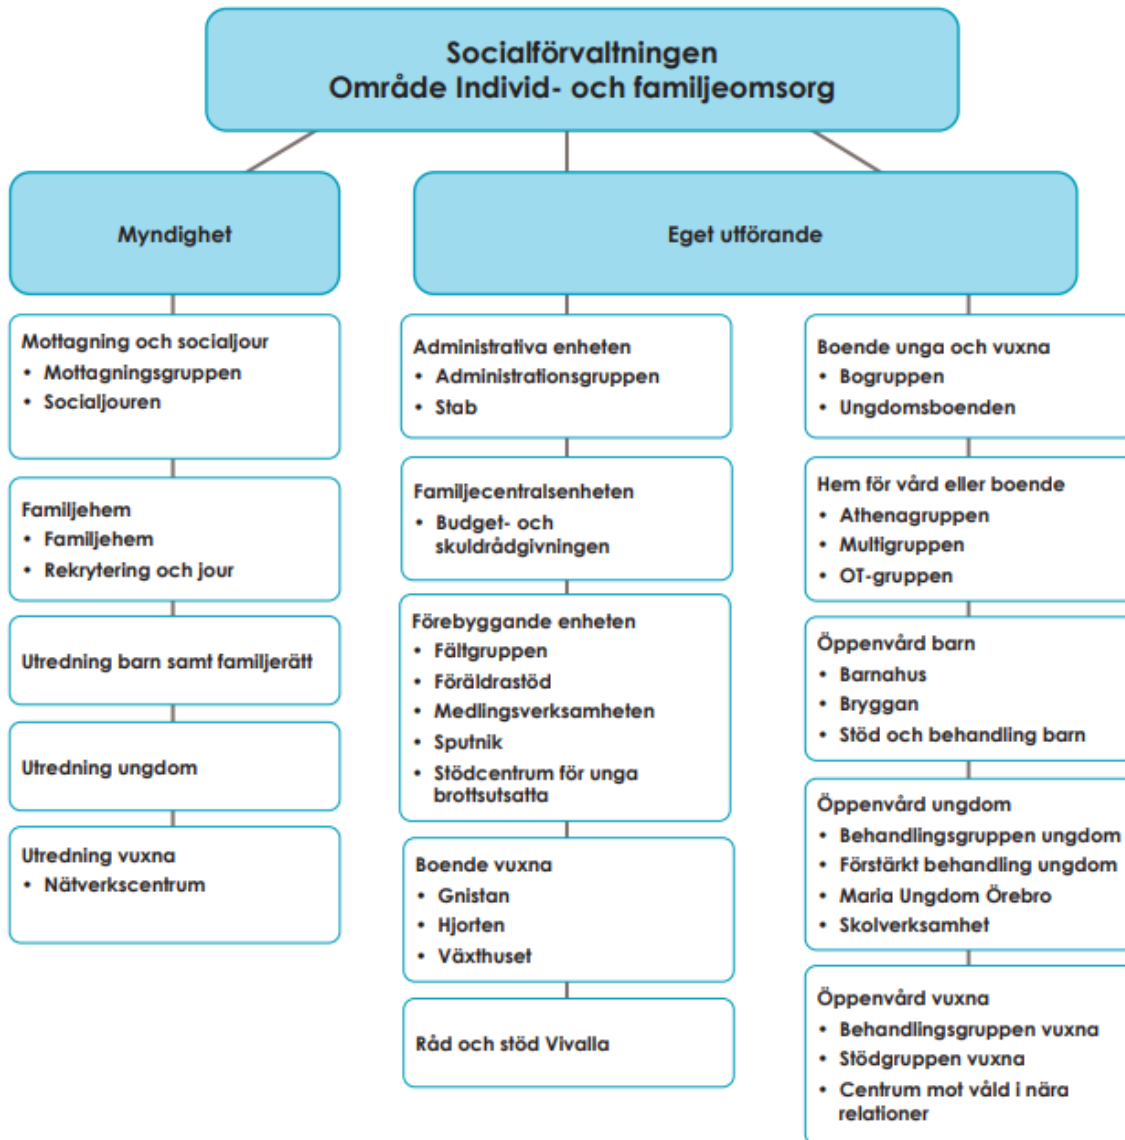 Socialförvaltningen
Område Individ- och familjeomsorg
Myndighet
Mottagning och socialjour
• Mottagningsgruppen
• Socialjouren
Familjehem
• Familjehem
• Rekrytering och jour
Utredning barn samt familjerätt
Utredning ungdom
Utredning vuxna
• Nätverkscentrum
Eget utförande
Administrativa enheten
• Administrationsgruppen
• Stab
Familjecentralsenheten
• Budget- och
skuldrådgivningen
Förebyggande enheten
• Fältgruppen
• Föräldrastöd
• Medlingsverksamheten
• Sputnik
• Stödcentrum för unga
brottsutsatta
Boende vuxna
• Gnistan
• Hjorten
• Växthuset
Råd och stöd Vivalla
Boende unga och vuxna
• Bogruppen
• Ungdomsboenden
Hem för vård eller boende
• Athenagruppen
• Multigruppen
• OT-gruppen
Öppenvård barn
• Barnahus
• Bryggan
• Stöd och behandling barn
Öppenvård ungdom
• Behandlingsgruppen ungdom
• Förstärkt behandling ungdom
• Maria Ungdom Örebro
• Skolverksamhet
Öppenvård vuxna
• Behandlingsgruppen vuxna
• Stödgruppen vuxna
• Centrum mot våld i nära
relationer